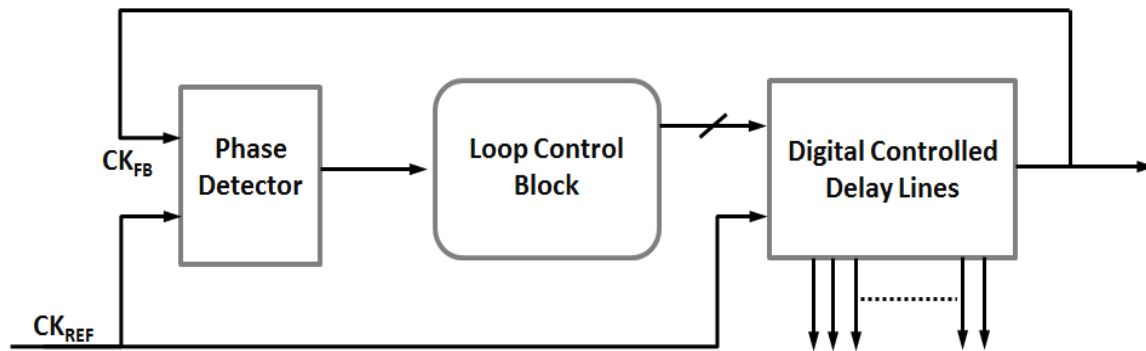 CK_FB
Phase
Detector
Loop Control
Block
Digital Controlled
Delay Lines
CK_REF